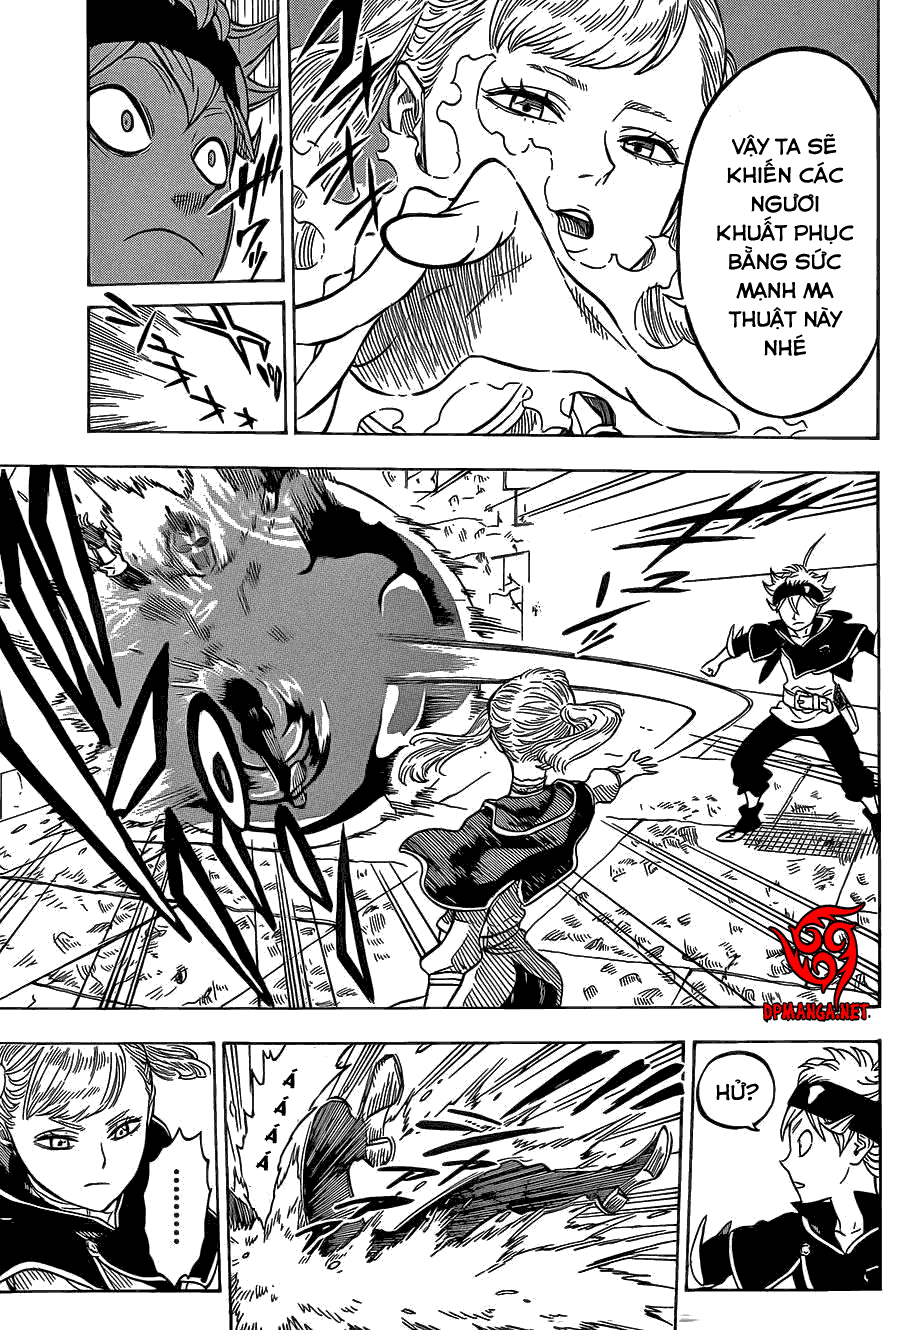 VẬY TA SẼ
KHIẾN CÁC
NGƯƠI
KHUẤT PHỤC
BẰNG SỨC
MẠNH MA
THUẬT NÀY
NHÉ
DPMANGA.NET
HỬ?
Á
Á
Á
Á
.........